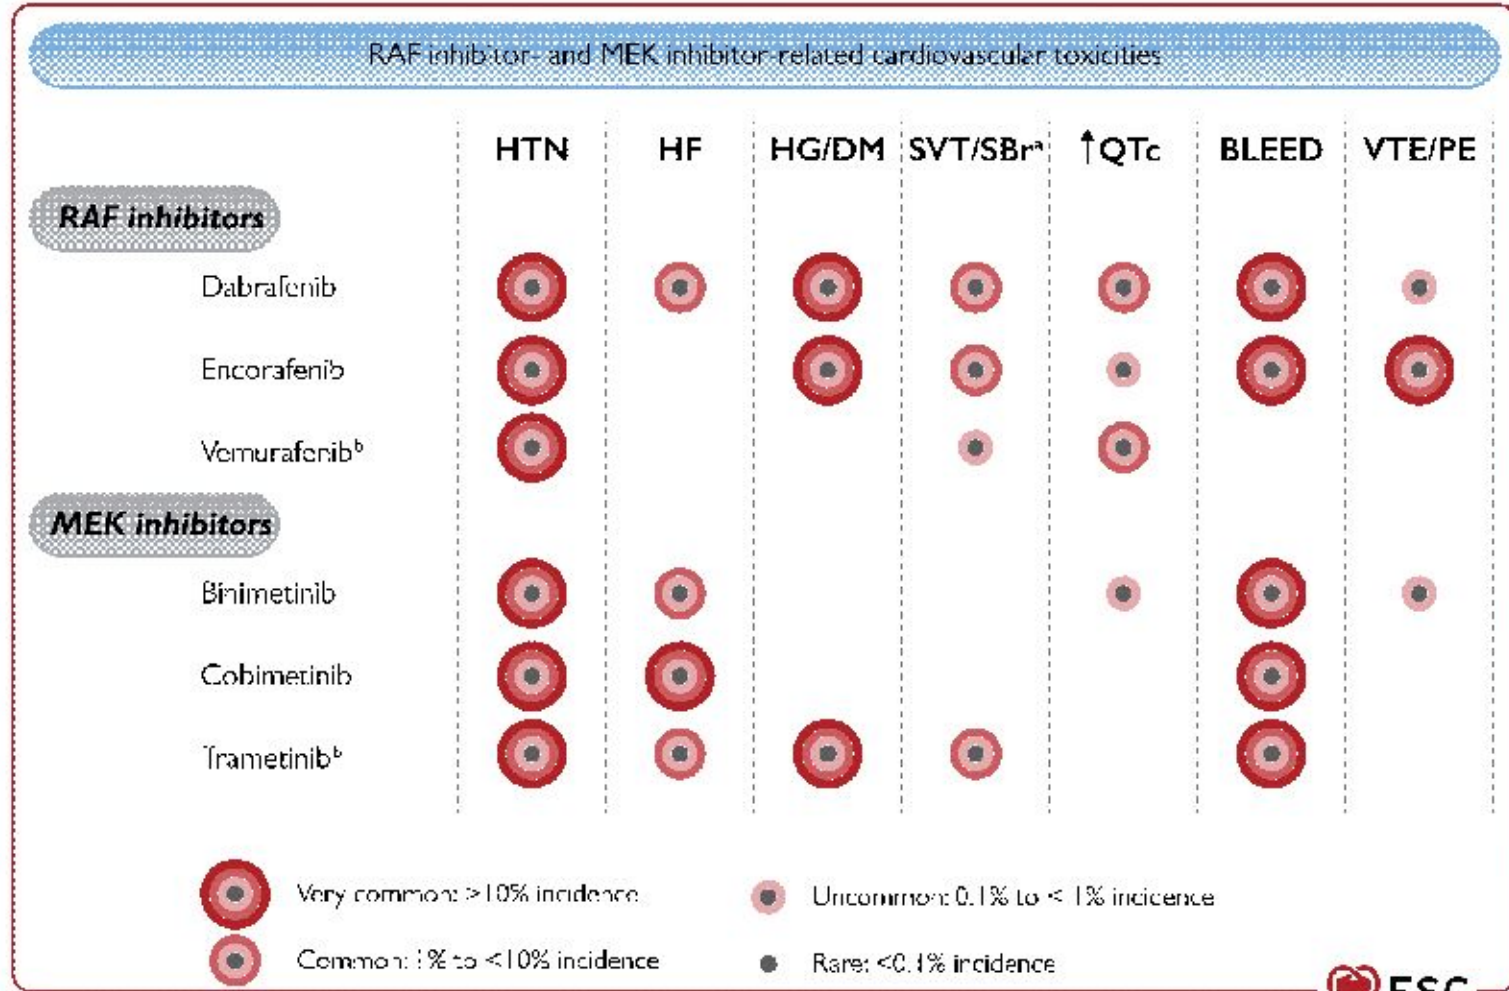 RAF inhibitor- and MEK inhibitor-related cardiovascular toxicities
HTN HF HG/DM SVT/SBrᵃ ↑QTc BLEED VTE/PE
RAF inhibitors
Dabrafenib
Encorafenib
Vemurafenibᵇ
MEK inhibitors
Binimetinib
Cobimetinib
Trametinibᵇ
Very common: >10% incidence Uncommon: 0.1% to < 1% incidence
Common: 1% to <10% incidence Rare: <0.1% incidence
ESC